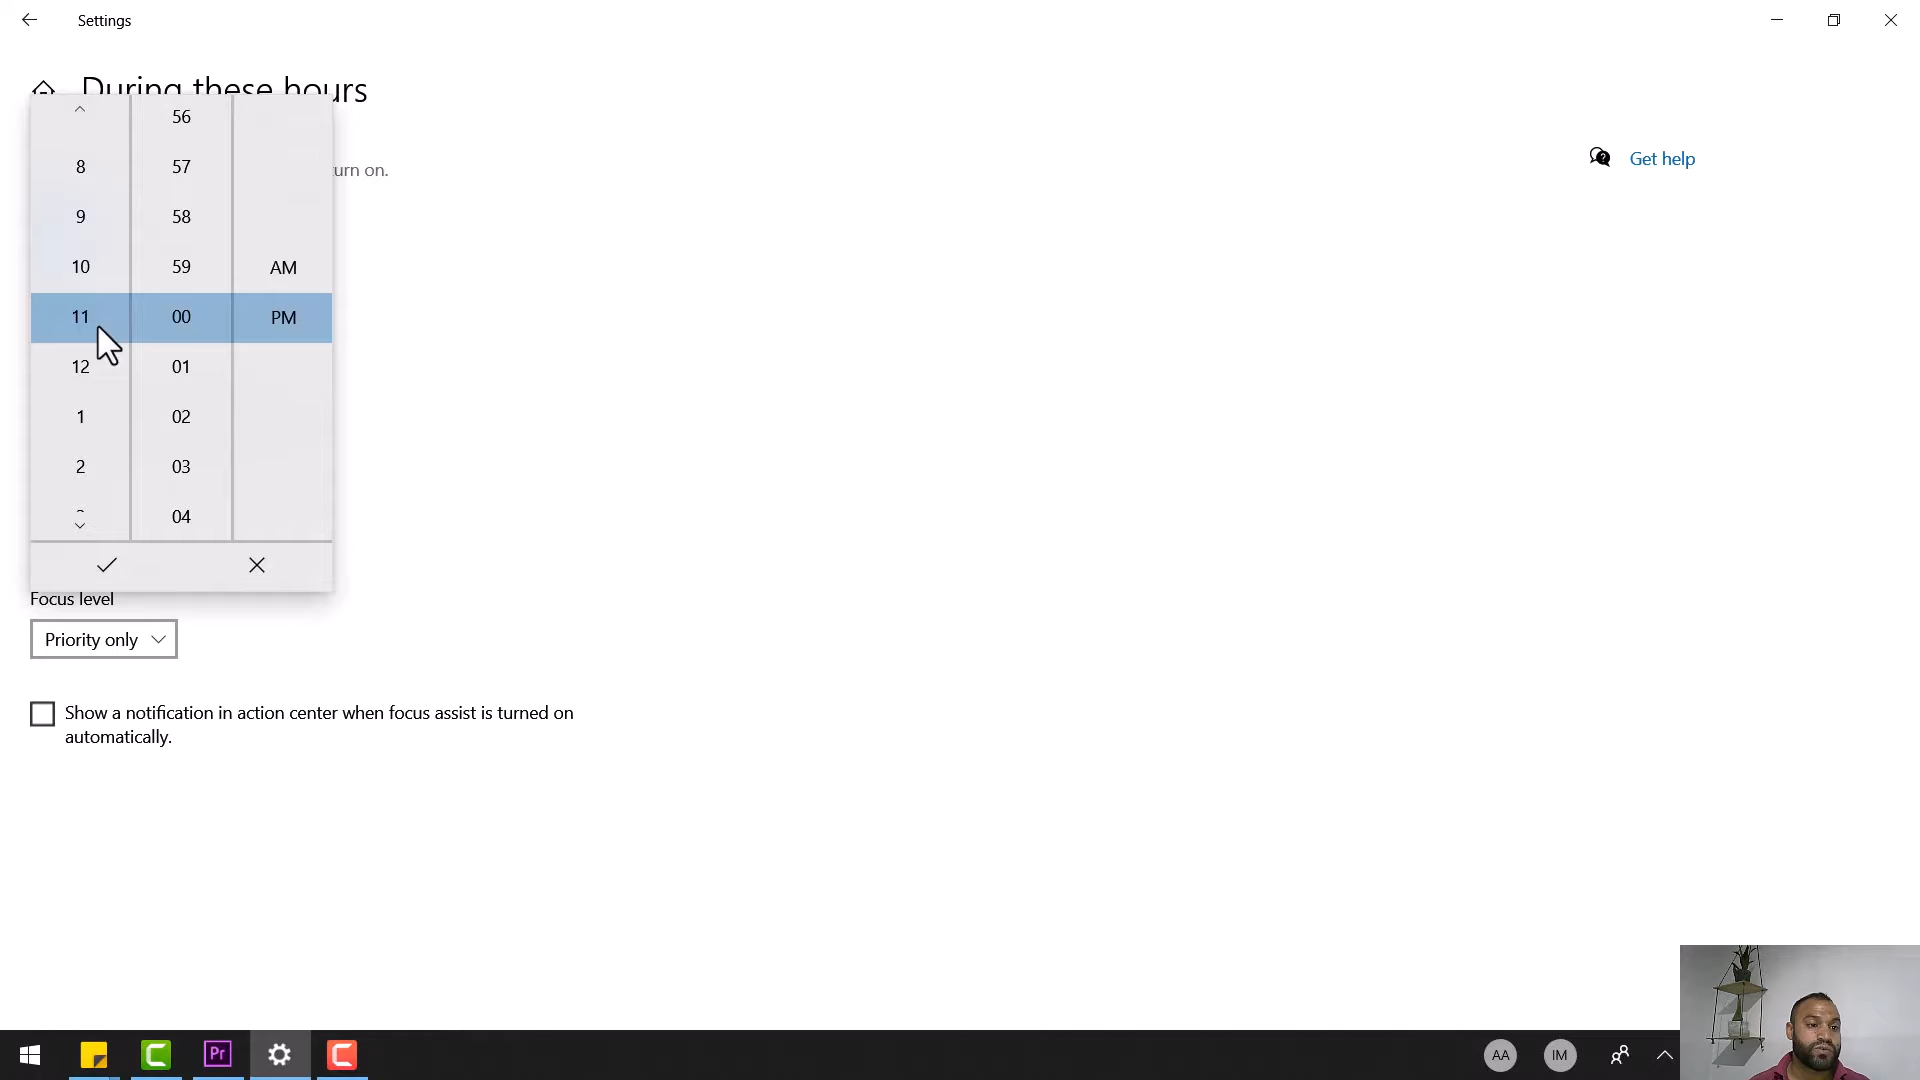 Settings
During these hours
turn on.
Get help
56
8 57
9 58
10 59 AM
11 00 PM
12 01
1 02
2 03
04
Focus level
Priority only
Show a notification in action center when focus assist is turned on
automatically.
Pr
AA
IM